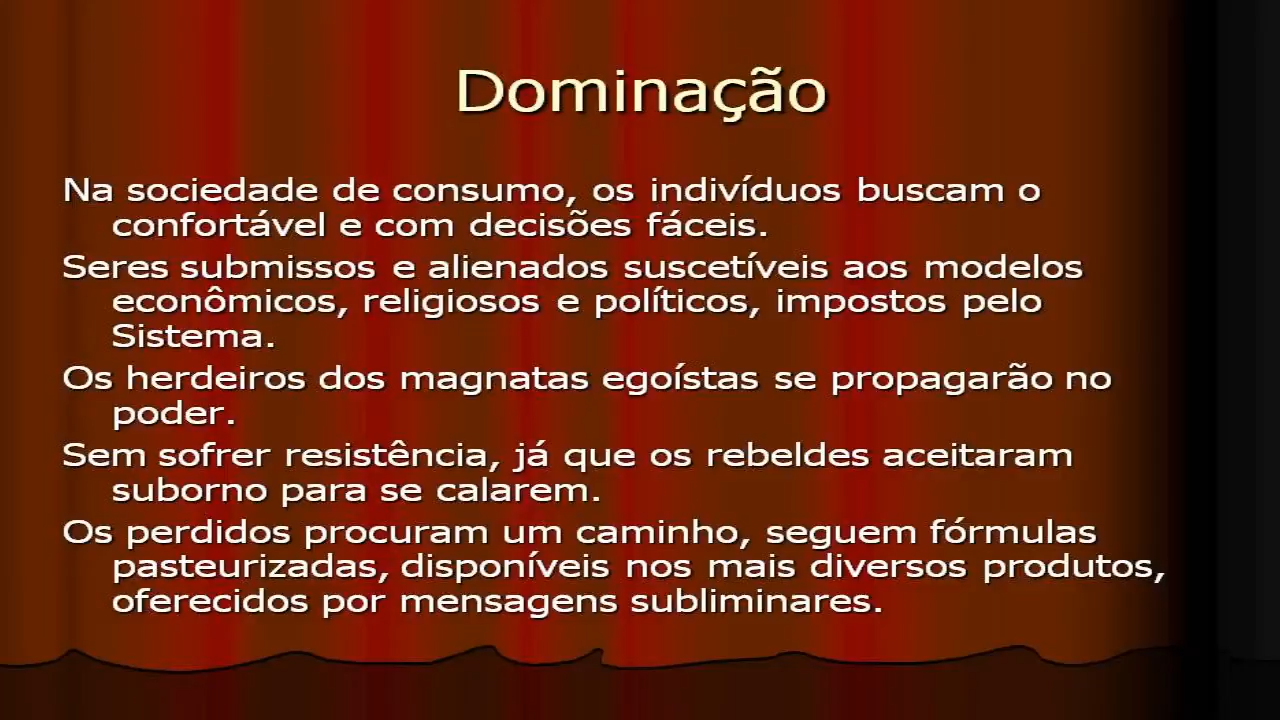 Dominação
Na sociedade de consumo, os indivíduos buscam o
confortável e com decisões fáceis.
Seres submissos e alienados suscetíveis aos modelos
econômicos, religiosos e políticos, impostos pelo
Sistema.
Os herdeiros dos magnatas egoístas se propagarão no
poder.
Sem sofrer resistência, já que os rebeldes aceitaram
suborno para se calarem.
Os perdidos procuram um caminho, seguem fórmulas
pasteurizadas, disponíveis nos mais diversos produtos,
oferecidos por mensagens subliminares.